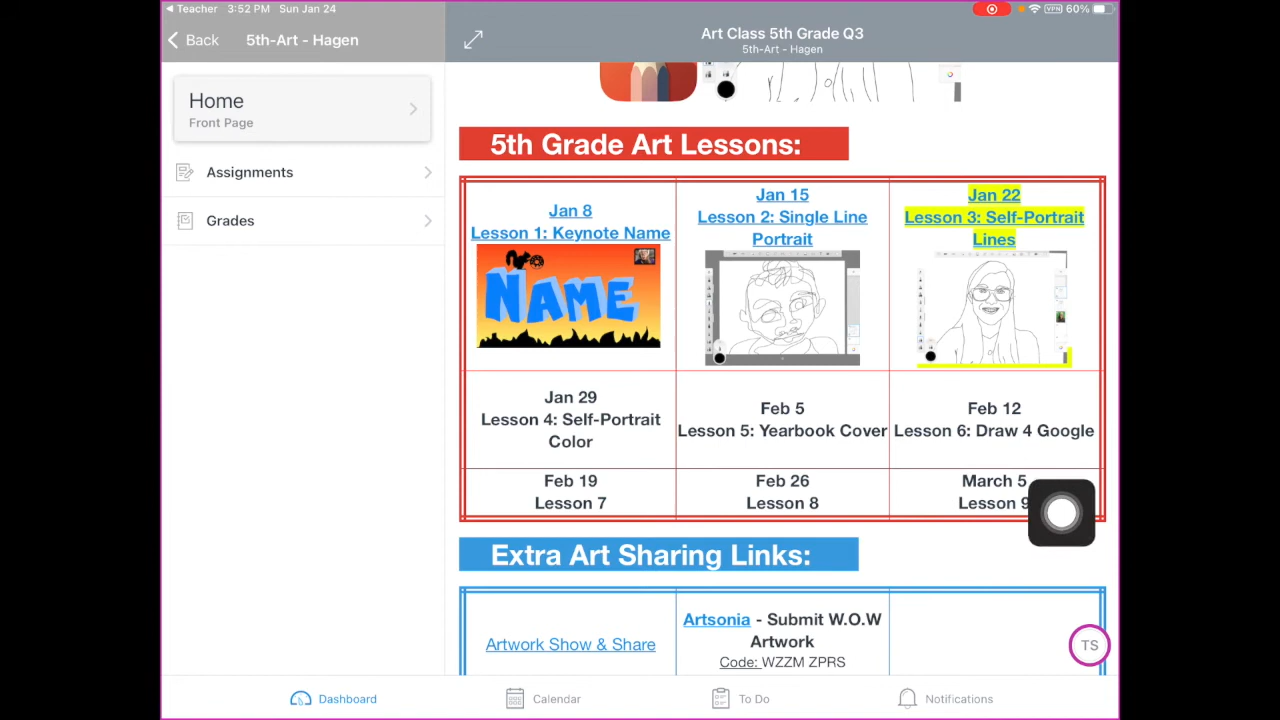 Teacher 3:52 PM Sun Jan 24
VPN 60%
Back 5th-Art - Hagen
Art Class 5th Grade Q3
5th-Art - Hagen
Home
Front Page
Assignments
Grades
5th Grade Art Lessons:
Jan 8
Lesson 1: Keynote Name
NAME
Jan 15
Lesson 2: Single Line
Portrait
Jan 22
Lesson 3: Self-Portrait
Lines
Jan 29
Lesson 4: Self-Portrait
Color
Feb 5
Lesson 5: Yearbook Cover
Feb 12
Lesson 6: Draw 4 Google
Feb 19
Lesson 7
Feb 26
Lesson 8
March 5
Lesson 9
Extra Art Sharing Links:
Artwork Show & Share
Artsonia - Submit W.O.W
Artwork
Code: WZZM ZPRS
TS
Dashboard
Calendar
To Do
Notifications